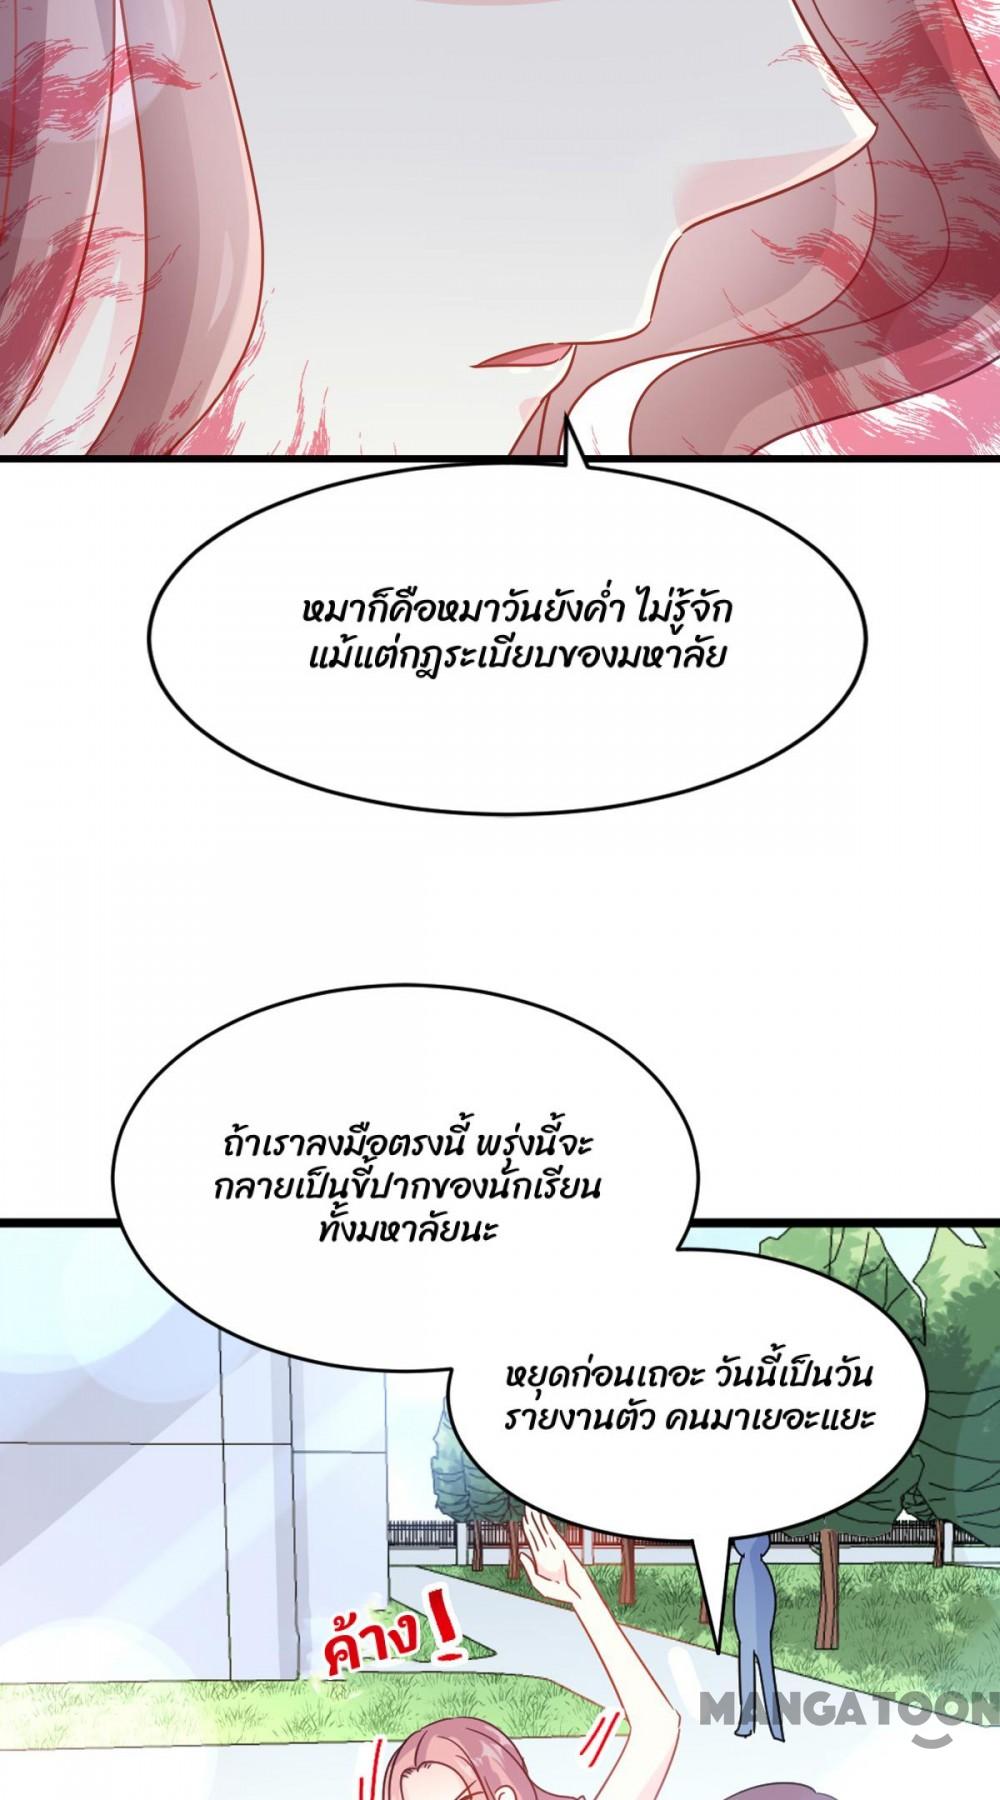 หมาก็คือหมาวันยังค่ำ ไม่รู้จัก
แม้แต่กฎระเบียบของมหาลัย
ถ้าเราลงมือตรงนี้ พรุ่งนี้จะ
กลายเป็นขี้ปากของนักเรียน
ทั้งมหาลัยนะ
หยุดก่อนเถอะ วันนี้เป็นวัน
รายงานตัว คนมาเยอะแยะ
ค้าง!
MANGATOON